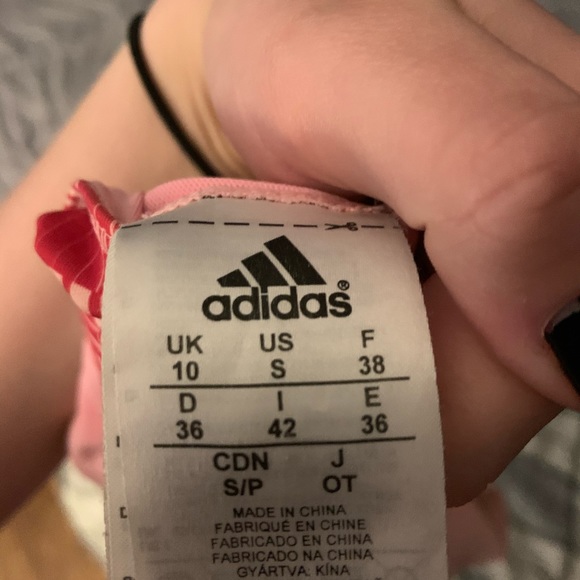 adidas®
UK US F
10 S 38
D I E
36 42 36
CDN J
S/P OT
MADE IN CHINA
FABRIQUÉ EN CHINE
FABRICADO EN CHINA
FABRICADO NA CHINA
GYÁRTVA: KÍNA